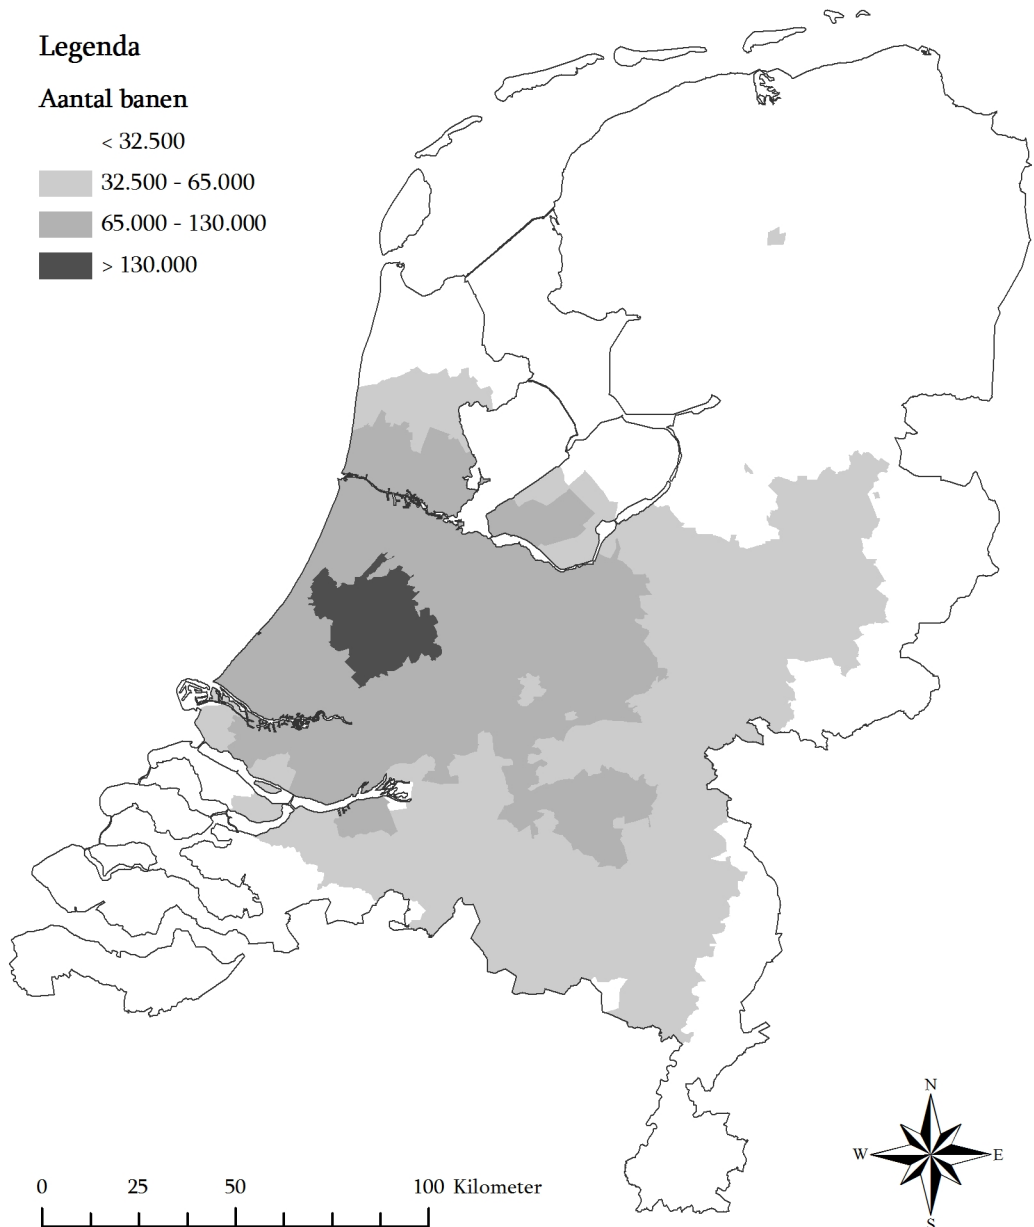 Legenda
Aantal banen
< 32.500
32.500 - 65.000
65.000 - 130.000
> 130.000
N
W E
S
0 25 50 100 Kilometer